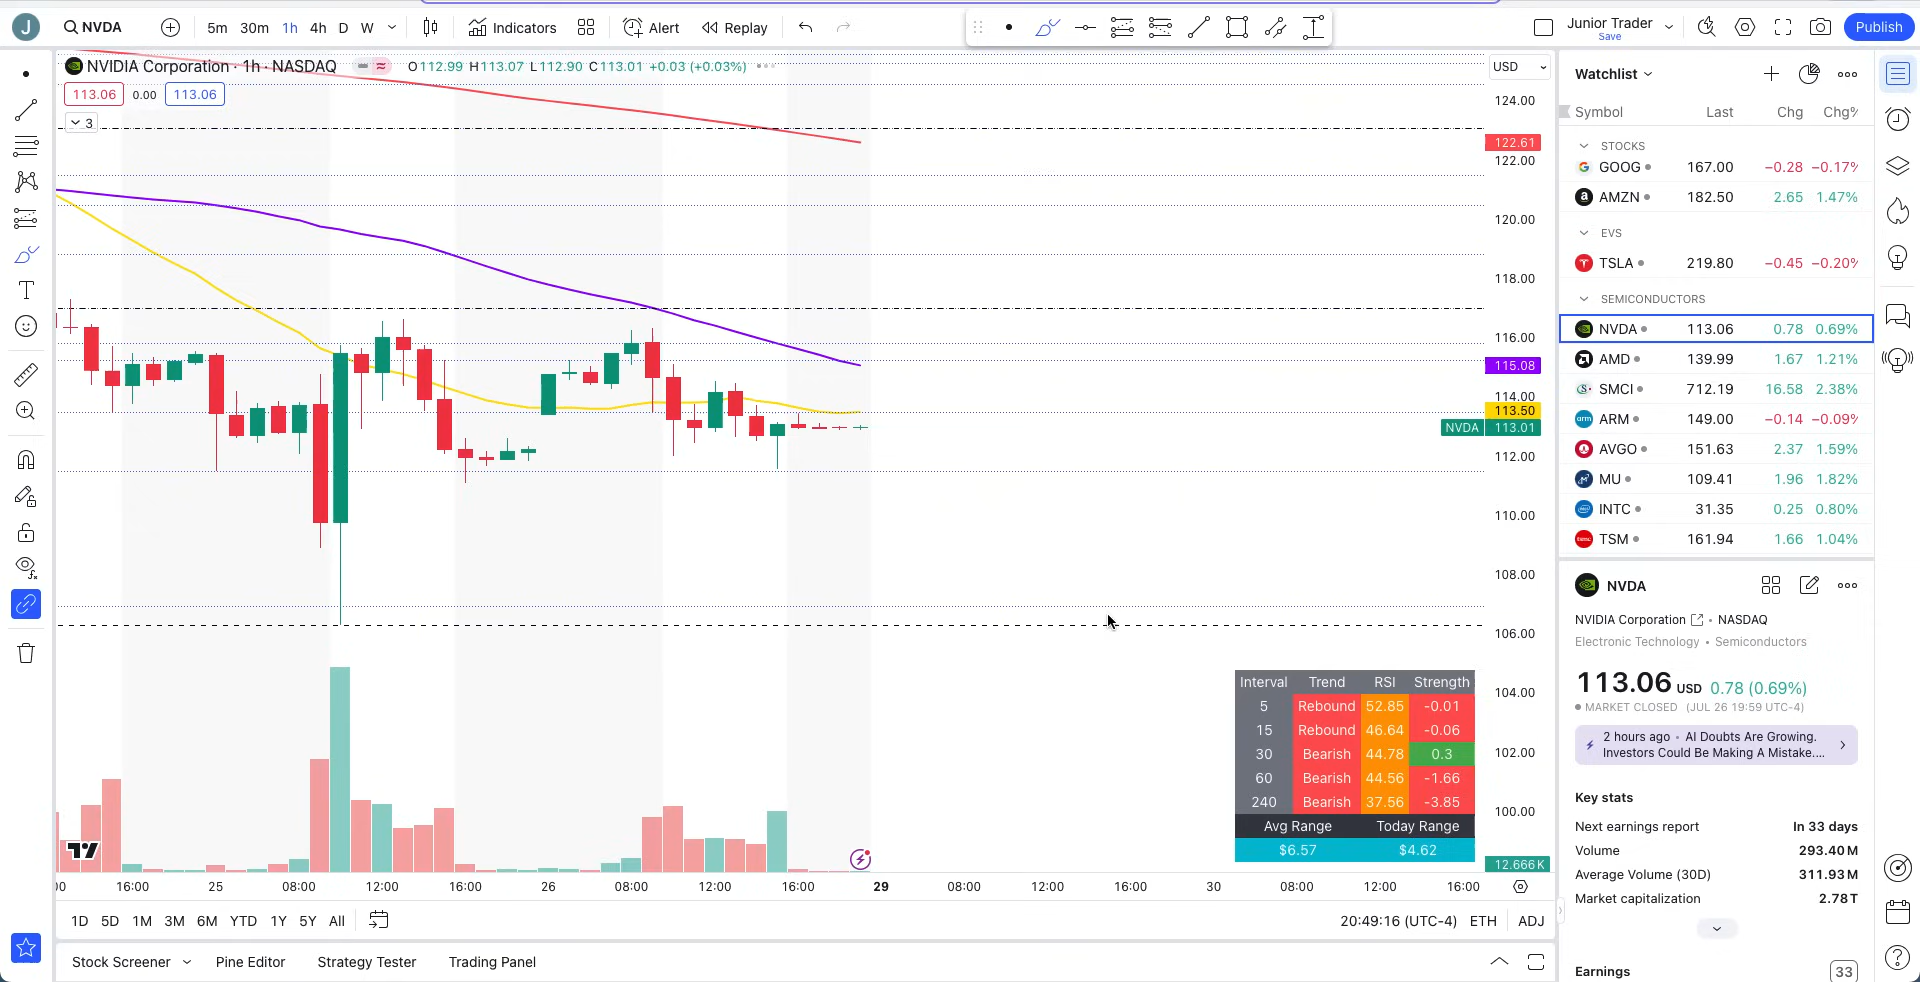 J NVDA 5m 30m 1h 4h D W Indicators Alert Replay Junior Trader Save Publish
NVIDIA Corporation · 1h · NASDAQ O112.99 H113.07 L112.90 C113.01 +0.03 (+0.03%)
113.06 0.00 113.06
3
USD
124.00
122.61
122.00
120.00
118.00
116.00
115.08
114.00
113.50
NVDA 113.01
112.00
110.00
108.00
106.00
104.00
102.00
100.00
12.666K
Interval Trend RSI Strength
5 Rebound 52.85 -0.01
15 Rebound 46.64 -0.06
30 Bearish 44.78 0.3
60 Bearish 44.56 -1.66
240 Bearish 37.56 -3.85
Avg Range Today Range
$6.57 $4.62
16:00 25 08:00 12:00 16:00 26 08:00 12:00 16:00 29 08:00 12:00 16:00 30 08:00 12:00 16:00
1D 5D 1M 3M 6M YTD 1Y 5Y All 20:49:16 (UTC-4) ETH ADJ
Stock Screener Pine Editor Strategy Tester Trading Panel
Watchlist
Symbol Last Chg Chg%
STOCKS
GOOG 167.00 −0.28 −0.17%
AMZN 182.50 2.65 1.47%
EVS
TSLA 219.80 −0.45 −0.20%
SEMICONDUCTORS
NVDA 113.06 0.78 0.69%
AMD 139.99 1.67 1.21%
SMCI 712.19 16.58 2.38%
ARM 149.00 −0.14 −0.09%
AVGO 151.63 2.37 1.59%
MU 109.41 1.96 1.82%
INTC 31.35 0.25 0.80%
TSM 161.94 1.66 1.04%
NVDA
NVIDIA Corporation · NASDAQ
Electronic Technology · Semiconductors
113.06 USD 0.78 (0.69%)
MARKET CLOSED (JUL 26 19:59 UTC-4)
2 hours ago · AI Doubts Are Growing.
Investors Could Be Making A Mistake....
Key stats
Next earnings report In 33 days
Volume 293.40M
Average Volume (30D) 311.93M
Market capitalization 2.78T
Earnings 33